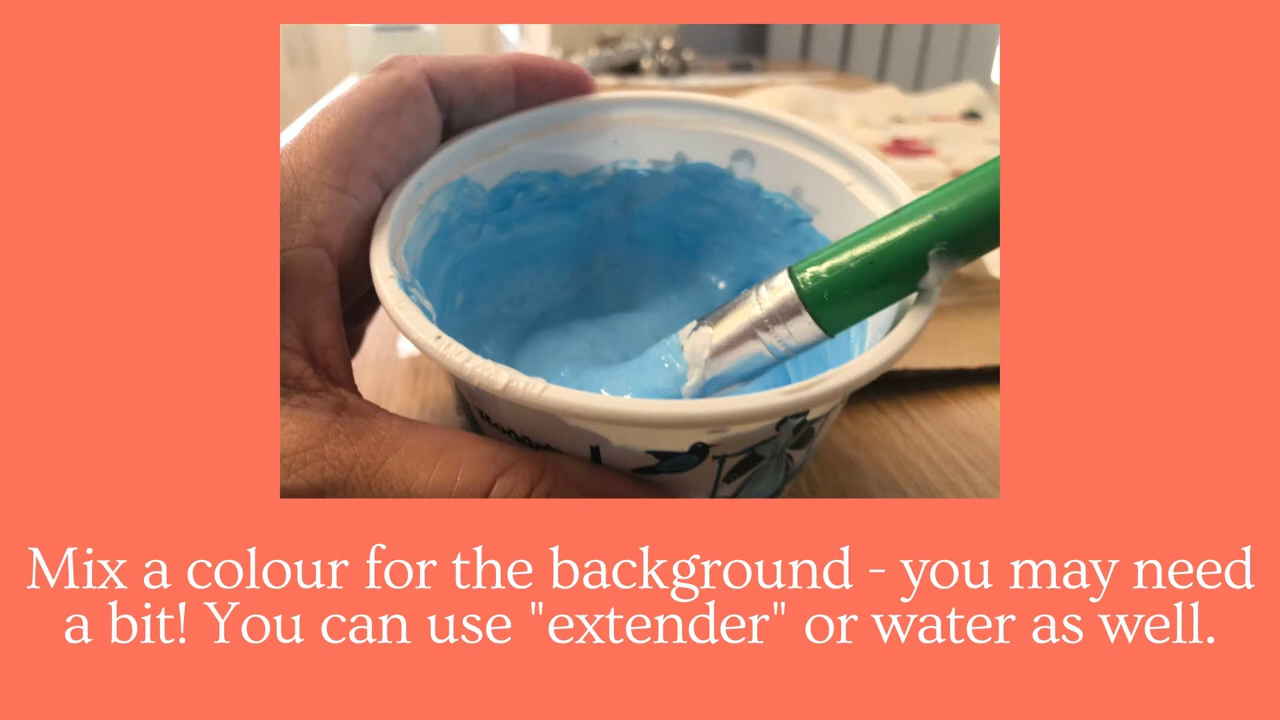 Mix a colour for the background - you may need
a bit! You can use "extender" or water as well.